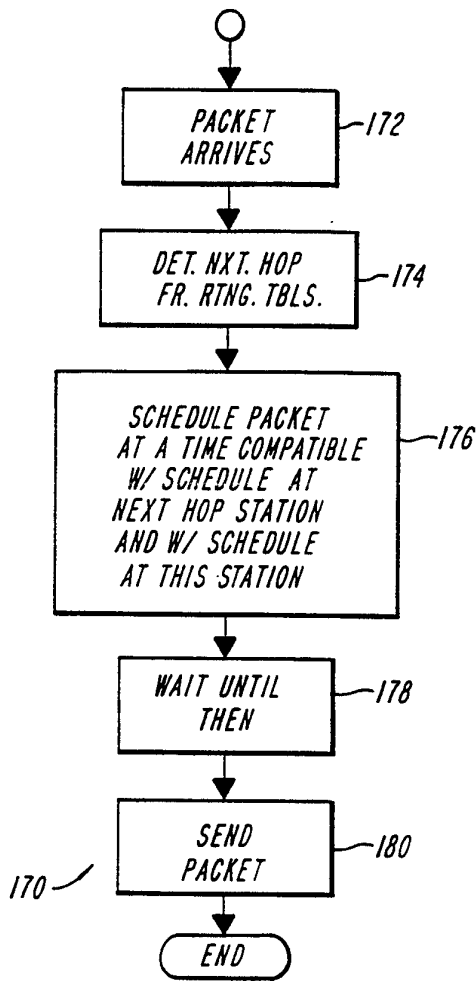 PACKET
ARRIVES
172
DET. NXT. HOP
FR. RTNG. TBLS.
174
SCHEDULE PACKET
AT A TIME COMPATIBLE
W/ SCHEDULE AT
NEXT HOP STATION
AND W/ SCHEDULE
AT THIS STATION
176
WAIT UNTIL
THEN
178
SEND
PACKET
180
170
END